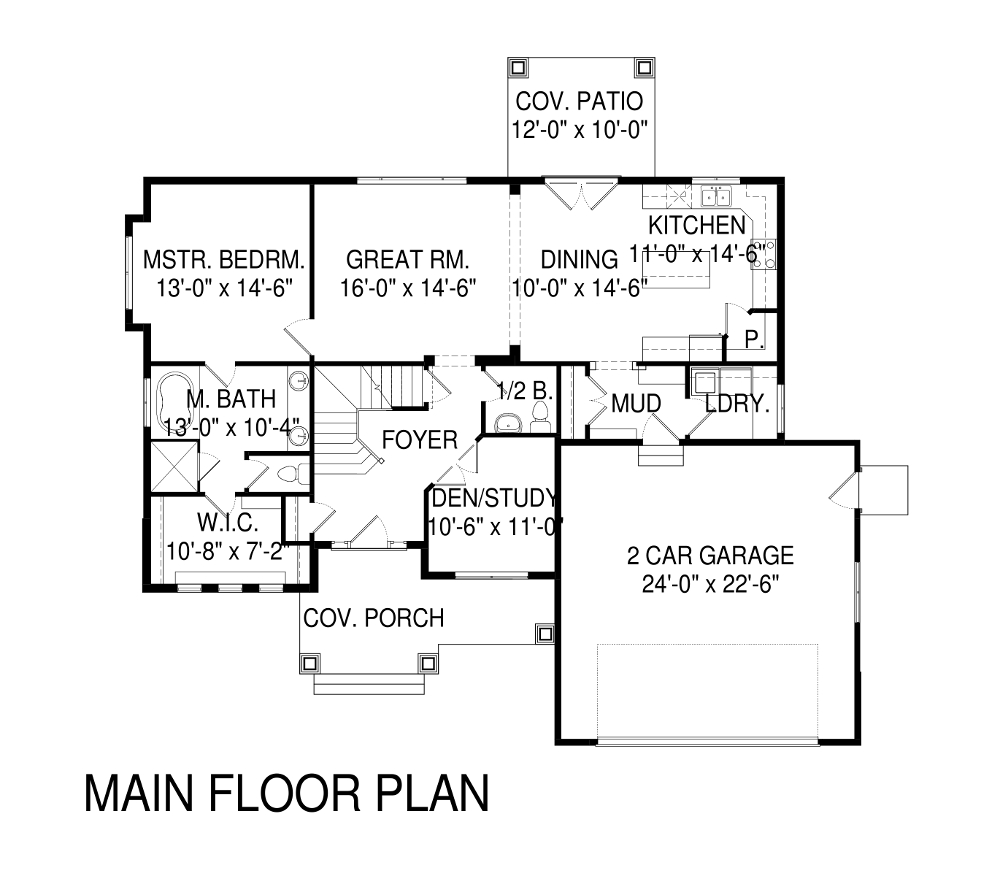 COV. PATIO
12'-0" x 10'-0"
MSTR. BEDRM.
13'-0" x 14'-6"
GREAT RM.
16'-0" x 14'-6"
DINING
10'-0" x 14'-6"
KITCHEN
11'-0" x 14'-6"
P.
M. BATH
13'-0" x 10'-4"
FOYER
1/2 B.
MUD
LDRY.
W.I.C.
10'-8" x 7'-2"
DEN/STUDY
10'-6" x 11'-0"
2 CAR GARAGE
24'-0" x 22'-6"
COV. PORCH
MAIN FLOOR PLAN